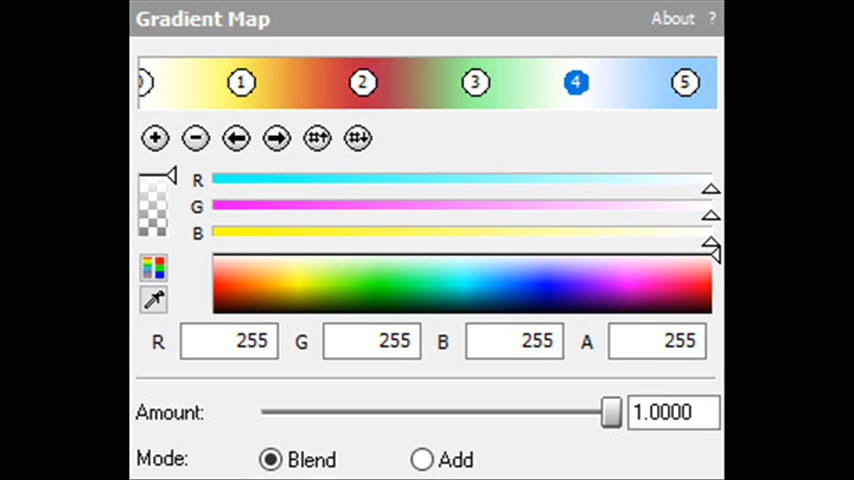 Gradient Map About ?
1 2 3 4 5
R
G
B
R 255 G 255 B 255 A 255
Amount: 1.0000
Mode: Blend Add